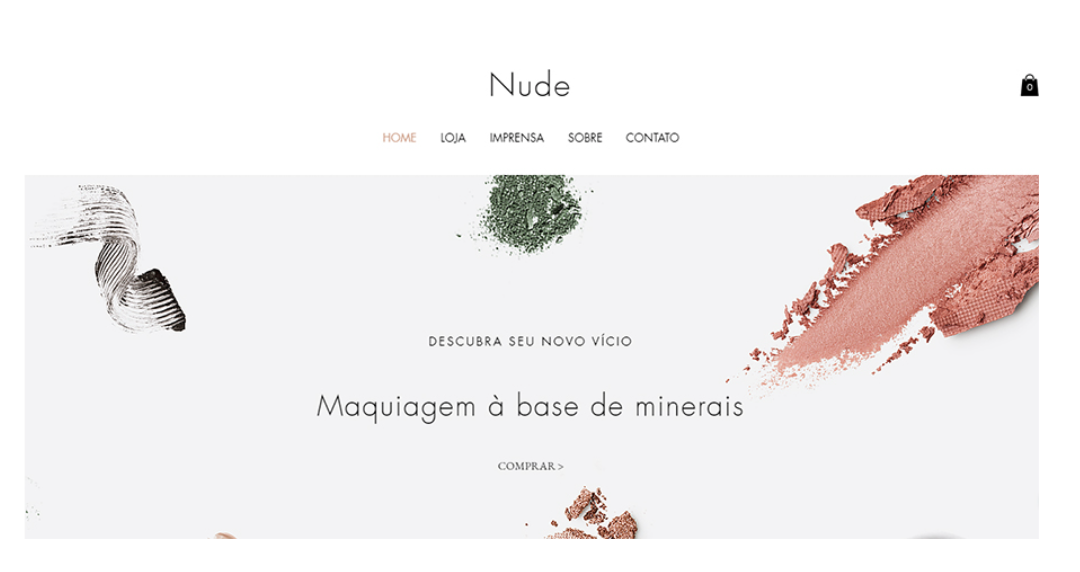 Nude
0
HOME LOJA IMPRENSA SOBRE CONTATO
DESCUBRA SEU NOVO VÍCIO
Maquiagem à base de minerais
COMPRAR >